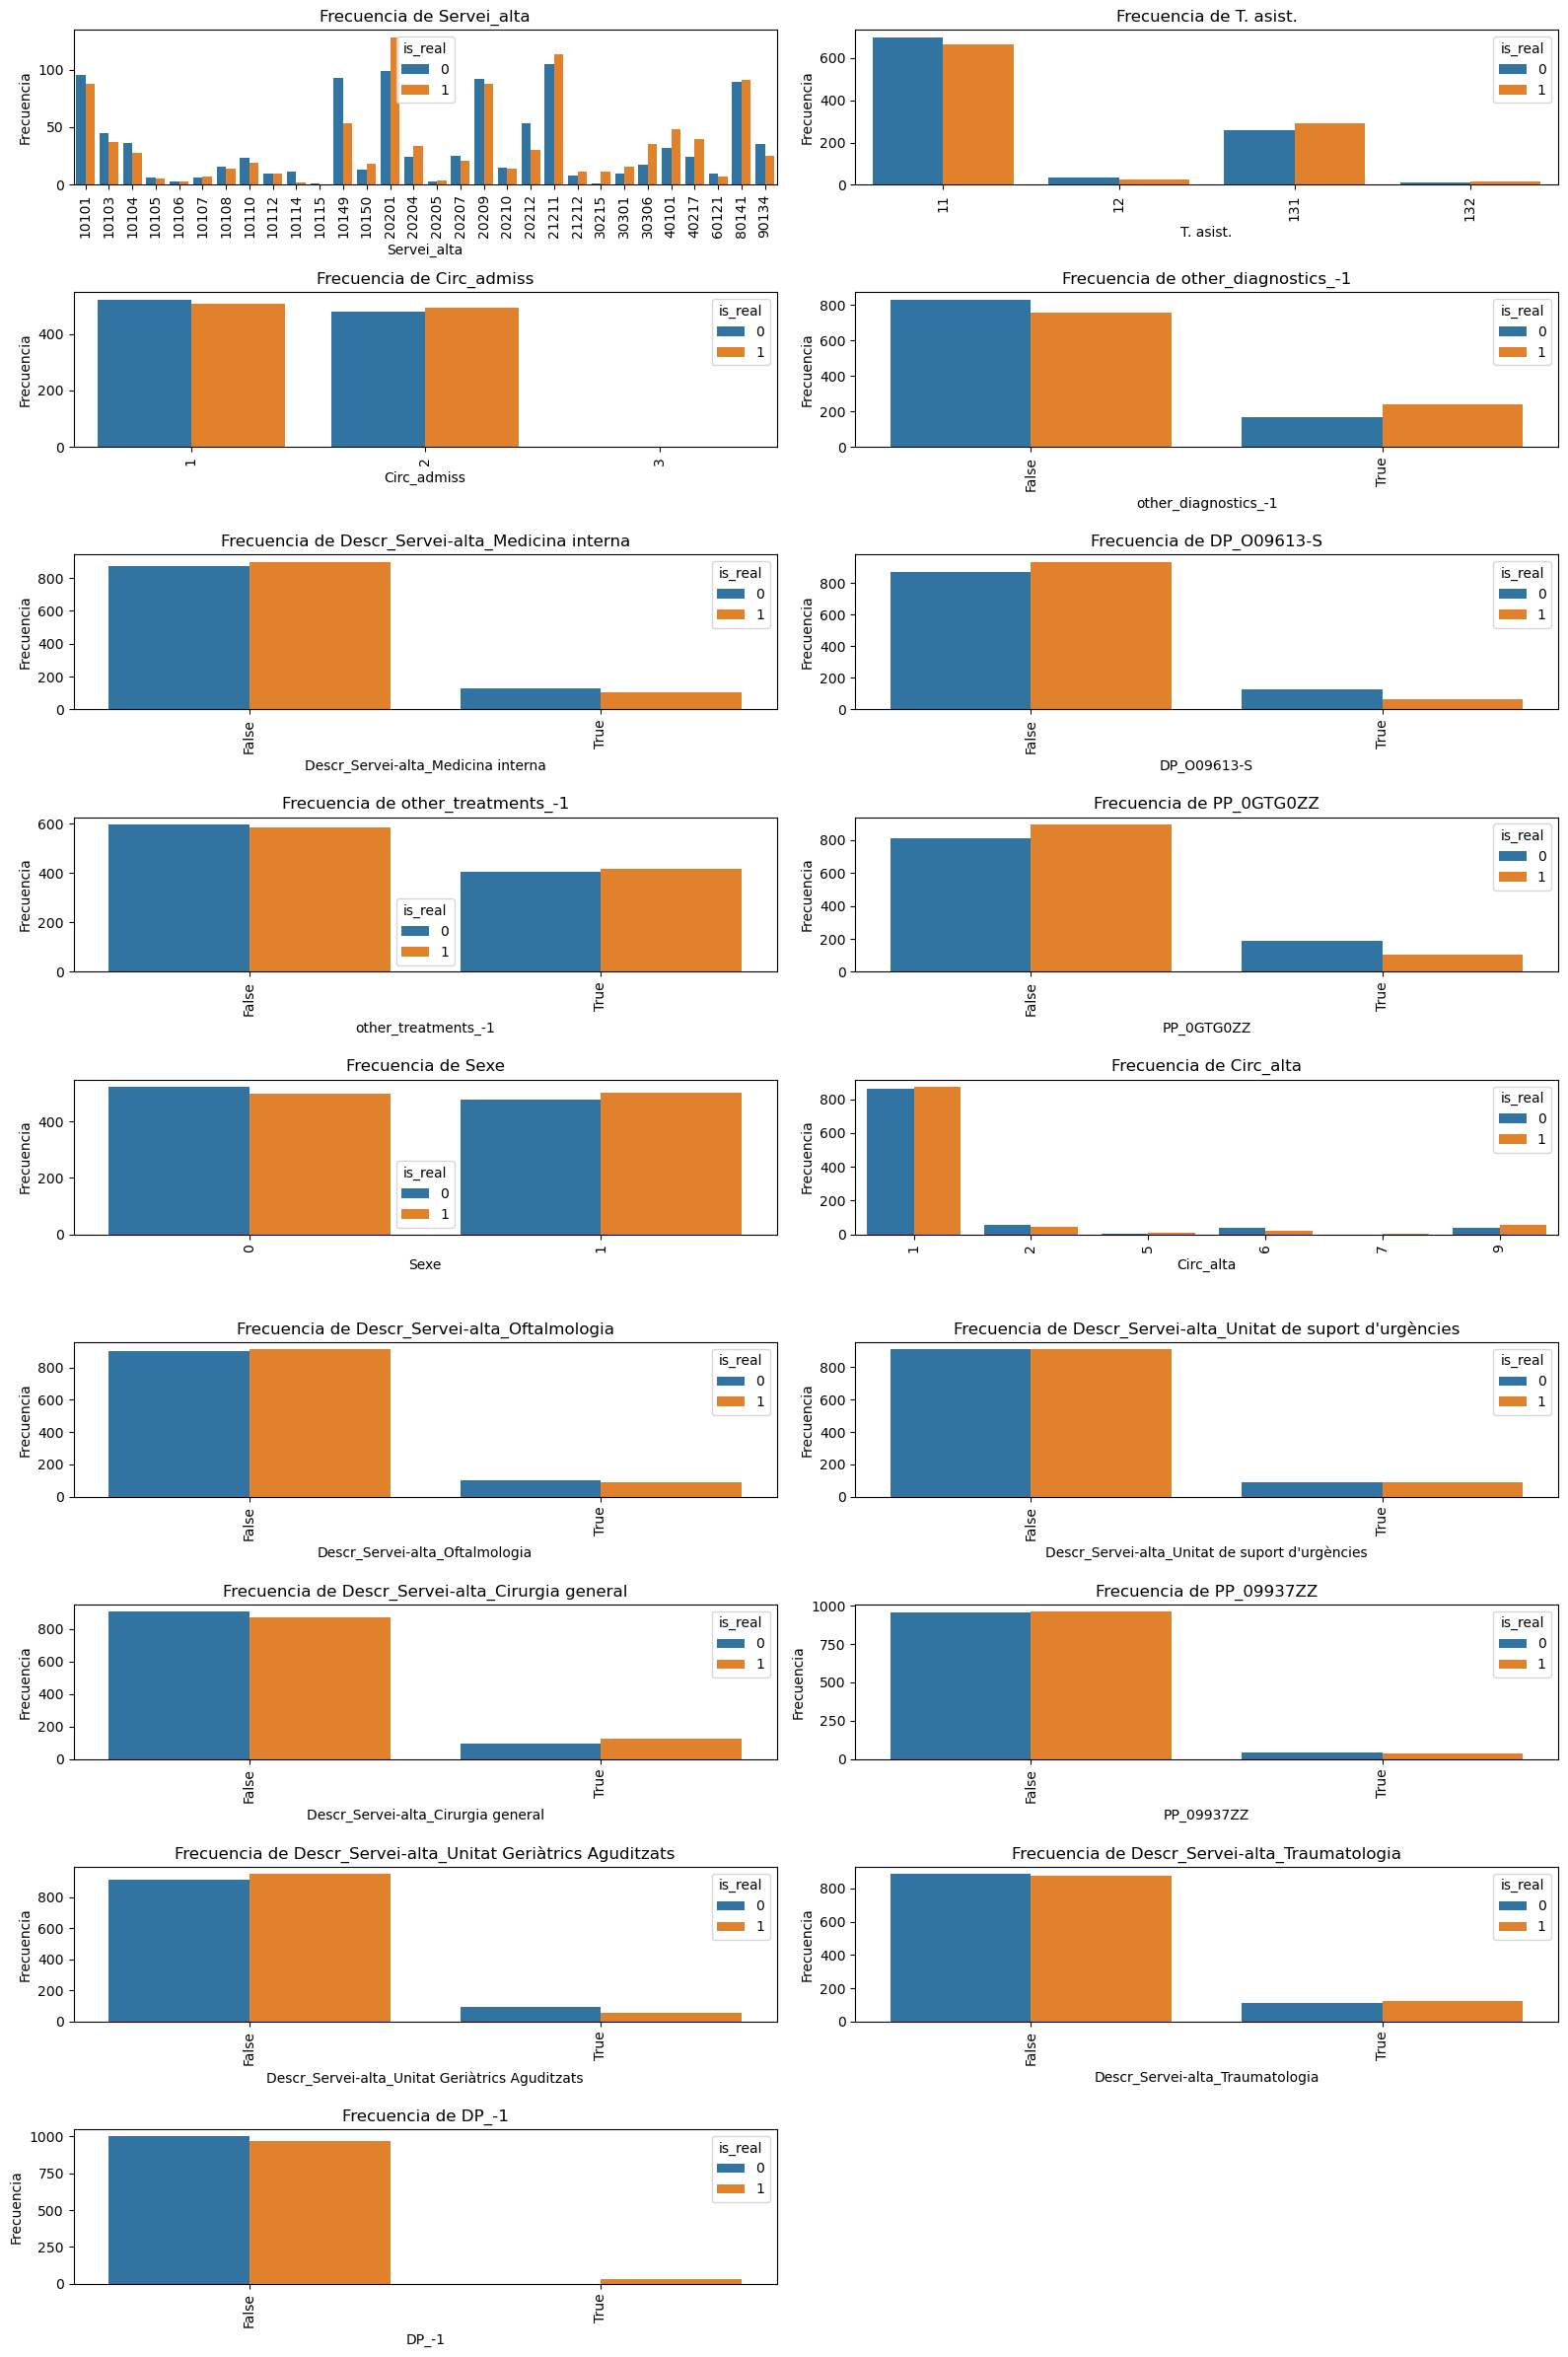 Frecuencia de Servei_alta
Frecuencia
100
50
0
is_real
0
1
10101 10103 10104 10105 10106 10107 10108 10110 10112 10114 10115 10149 10150 20201 20204 20205 20207 20209 20210 20212 21211 21212 30215 30301 30306 40101 40217 60121 80141 90134
Servei_alta
Frecuencia de T. asist.
Frecuencia
600
400
200
0
is_real
0
1
11 12 131 132
T. asist.
Frecuencia de Circ_admiss
Frecuencia
400
200
0
is_real
0
1
1 2 3
Circ_admiss
Frecuencia de other_diagnostics_-1
Frecuencia
800
600
400
200
0
is_real
0
1
False True
other_diagnostics_-1
Frecuencia de Descr_Servei-alta_Medicina interna
Frecuencia
800
600
400
200
0
is_real
0
1
False True
Descr_Servei-alta_Medicina interna
Frecuencia de DP_O09613-S
Frecuencia
800
600
400
200
0
is_real
0
1
False True
DP_O09613-S
Frecuencia de other_treatments_-1
Frecuencia
600
400
200
0
is_real
0
1
False True
other_treatments_-1
Frecuencia de PP_0GTG0ZZ
Frecuencia
800
600
400
200
0
is_real
0
1
False True
PP_0GTG0ZZ
Frecuencia de Sexe
Frecuencia
400
200
0
is_real
0
1
0 1
Sexe
Frecuencia de Circ_alta
Frecuencia
800
600
400
200
0
is_real
0
1
1 2 5 6 7 9
Circ_alta
Frecuencia de Descr_Servei-alta_Oftalmologia
Frecuencia
800
600
400
200
0
is_real
0
1
False True
Descr_Servei-alta_Oftalmologia
Frecuencia de Descr_Servei-alta_Unitat de suport d'urgències
Frecuencia
800
600
400
200
0
is_real
0
1
False True
Descr_Servei-alta_Unitat de suport d'urgències
Frecuencia de Descr_Servei-alta_Cirurgia general
Frecuencia
800
600
400
200
0
is_real
0
1
False True
Descr_Servei-alta_Cirurgia general
Frecuencia de PP_09937ZZ
Frecuencia
1000
750
500
250
0
is_real
0
1
False True
PP_09937ZZ
Frecuencia de Descr_Servei-alta_Unitat Geriàtrics Aguditzats
Frecuencia
800
600
400
200
0
is_real
0
1
False True
Descr_Servei-alta_Unitat Geriàtrics Aguditzats
Frecuencia de Descr_Servei-alta_Traumatologia
Frecuencia
800
600
400
200
0
is_real
0
1
False True
Descr_Servei-alta_Traumatologia
Frecuencia de DP_-1
Frecuencia
1000
750
500
250
0
is_real
0
1
False True
DP_-1